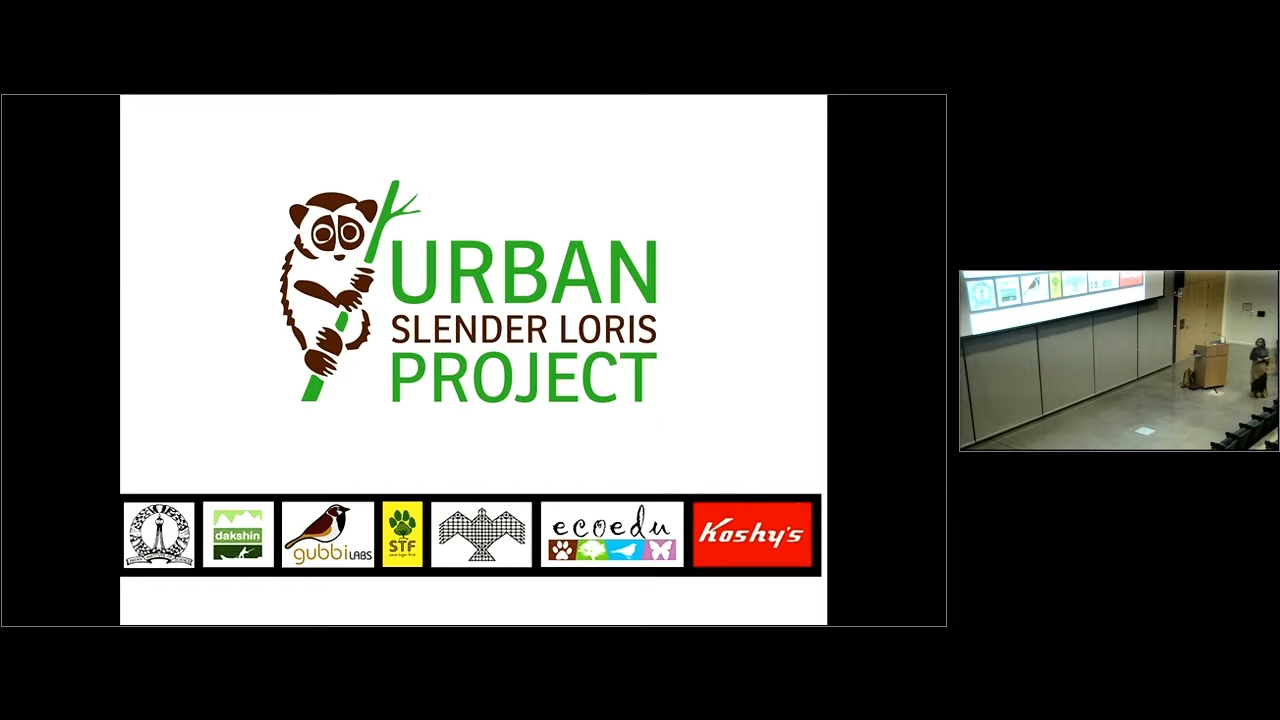 URBAN
SLENDER LORIS
PROJECT
dakshin
gubbi LABS
STF
ecoedu
Koshy's